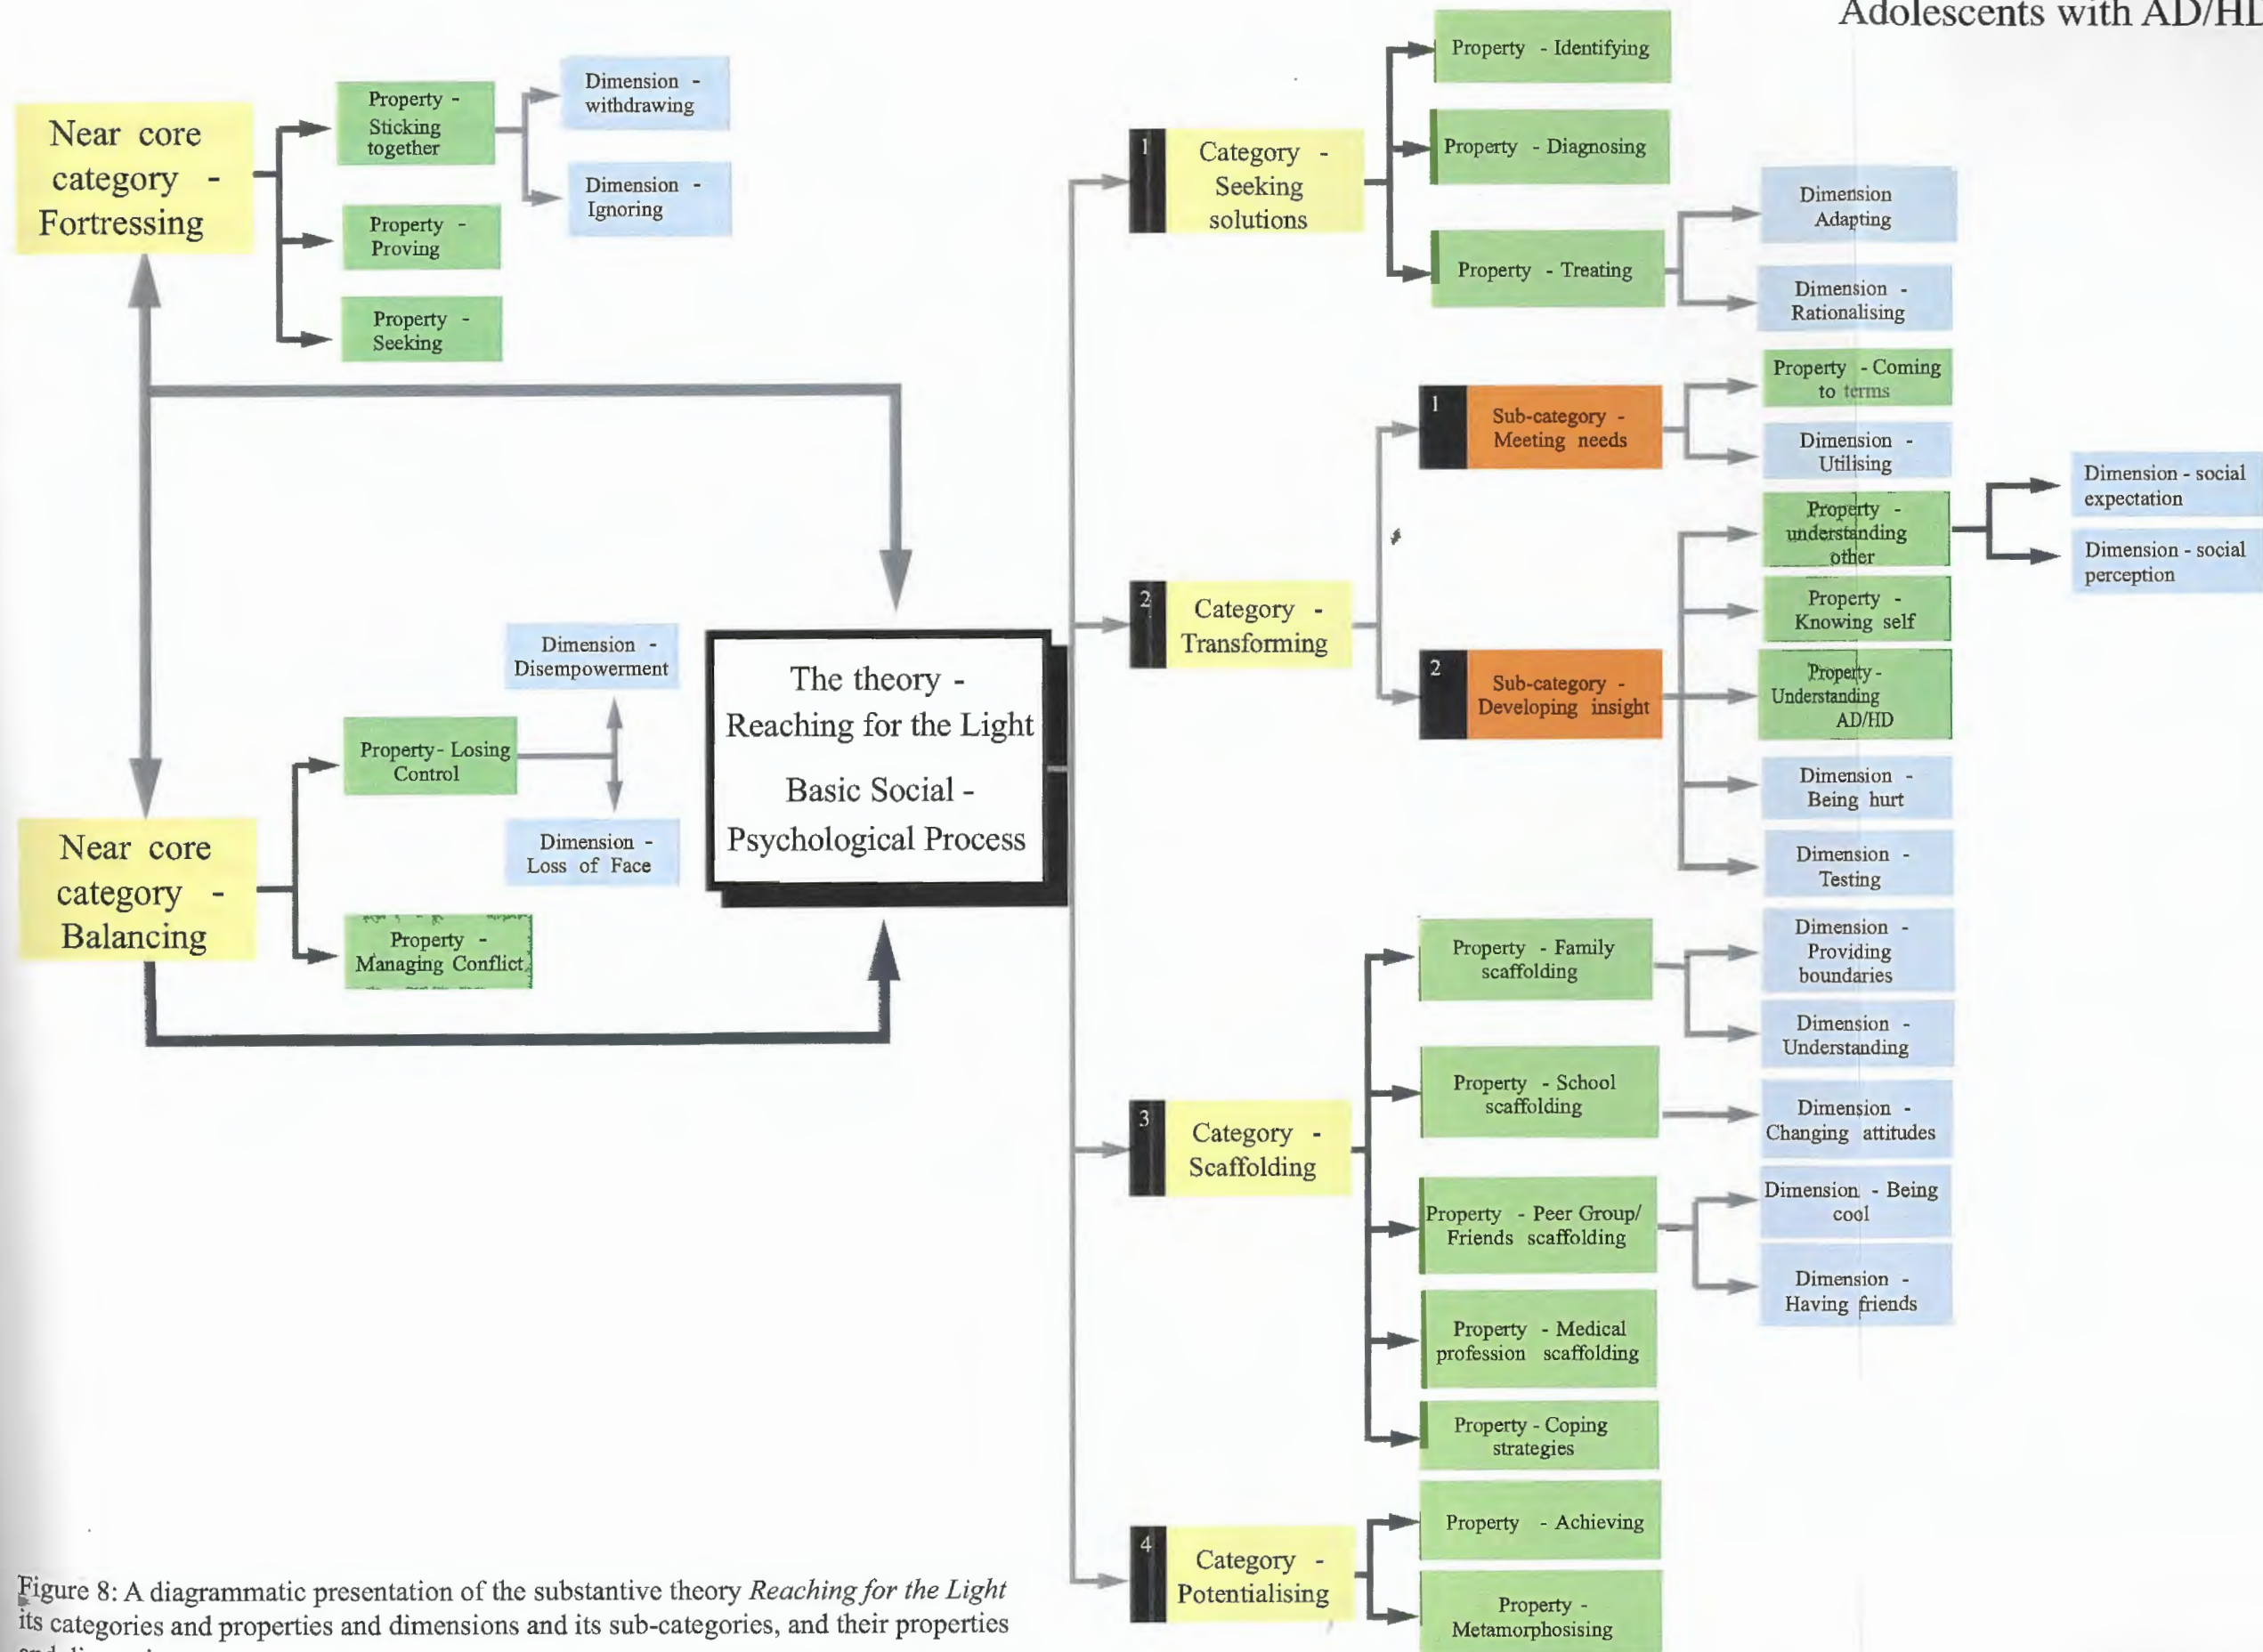 Adolescents with AD/HD
Near core
category -
Fortressing
Property -
Sticking
together
Dimension -
withdrawing
Dimension -
Ignoring
Property -
Proving
Property -
Seeking
Near core
category -
Balancing
Property- Losing
Control
Dimension -
Disempowerment
Dimension -
Loss of Face
Property -
Managing Conflict
The theory -
Reaching for the Light
Basic Social -
Psychological Process
1
Category -
Seeking
solutions
Property - Identifying
Property - Diagnosing
Property - Treating
Dimension
Adapting
Dimension -
Rationalising
2
Category -
Transforming
1
Sub-category -
Meeting needs
Property - Coming
to terms
Dimension -
Utilising
2
Sub-category -
Developing insight
Property -
understanding
other
Dimension - social
expectation
Dimension - social
perception
Property -
Knowing self
Property -
Understanding
AD/HD
Dimension -
Being hurt
Dimension -
Testing
3
Category -
Scaffolding
Property - Family
scaffolding
Dimension -
Providing
boundaries
Dimension -
Understanding
Property - School
scaffolding
Dimension -
Changing attitudes
Property - Peer Group/
Friends scaffolding
Dimension - Being
cool
Dimension -
Having friends
Property - Medical
profession scaffolding
Property - Coping
strategies
4
Category -
Potentialising
Property - Achieving
Property -
Metamorphosising
Figure 8: A diagrammatic presentation of the substantive theory Reaching for the Light
its categories and properties and dimensions and its sub-categories, and their properties